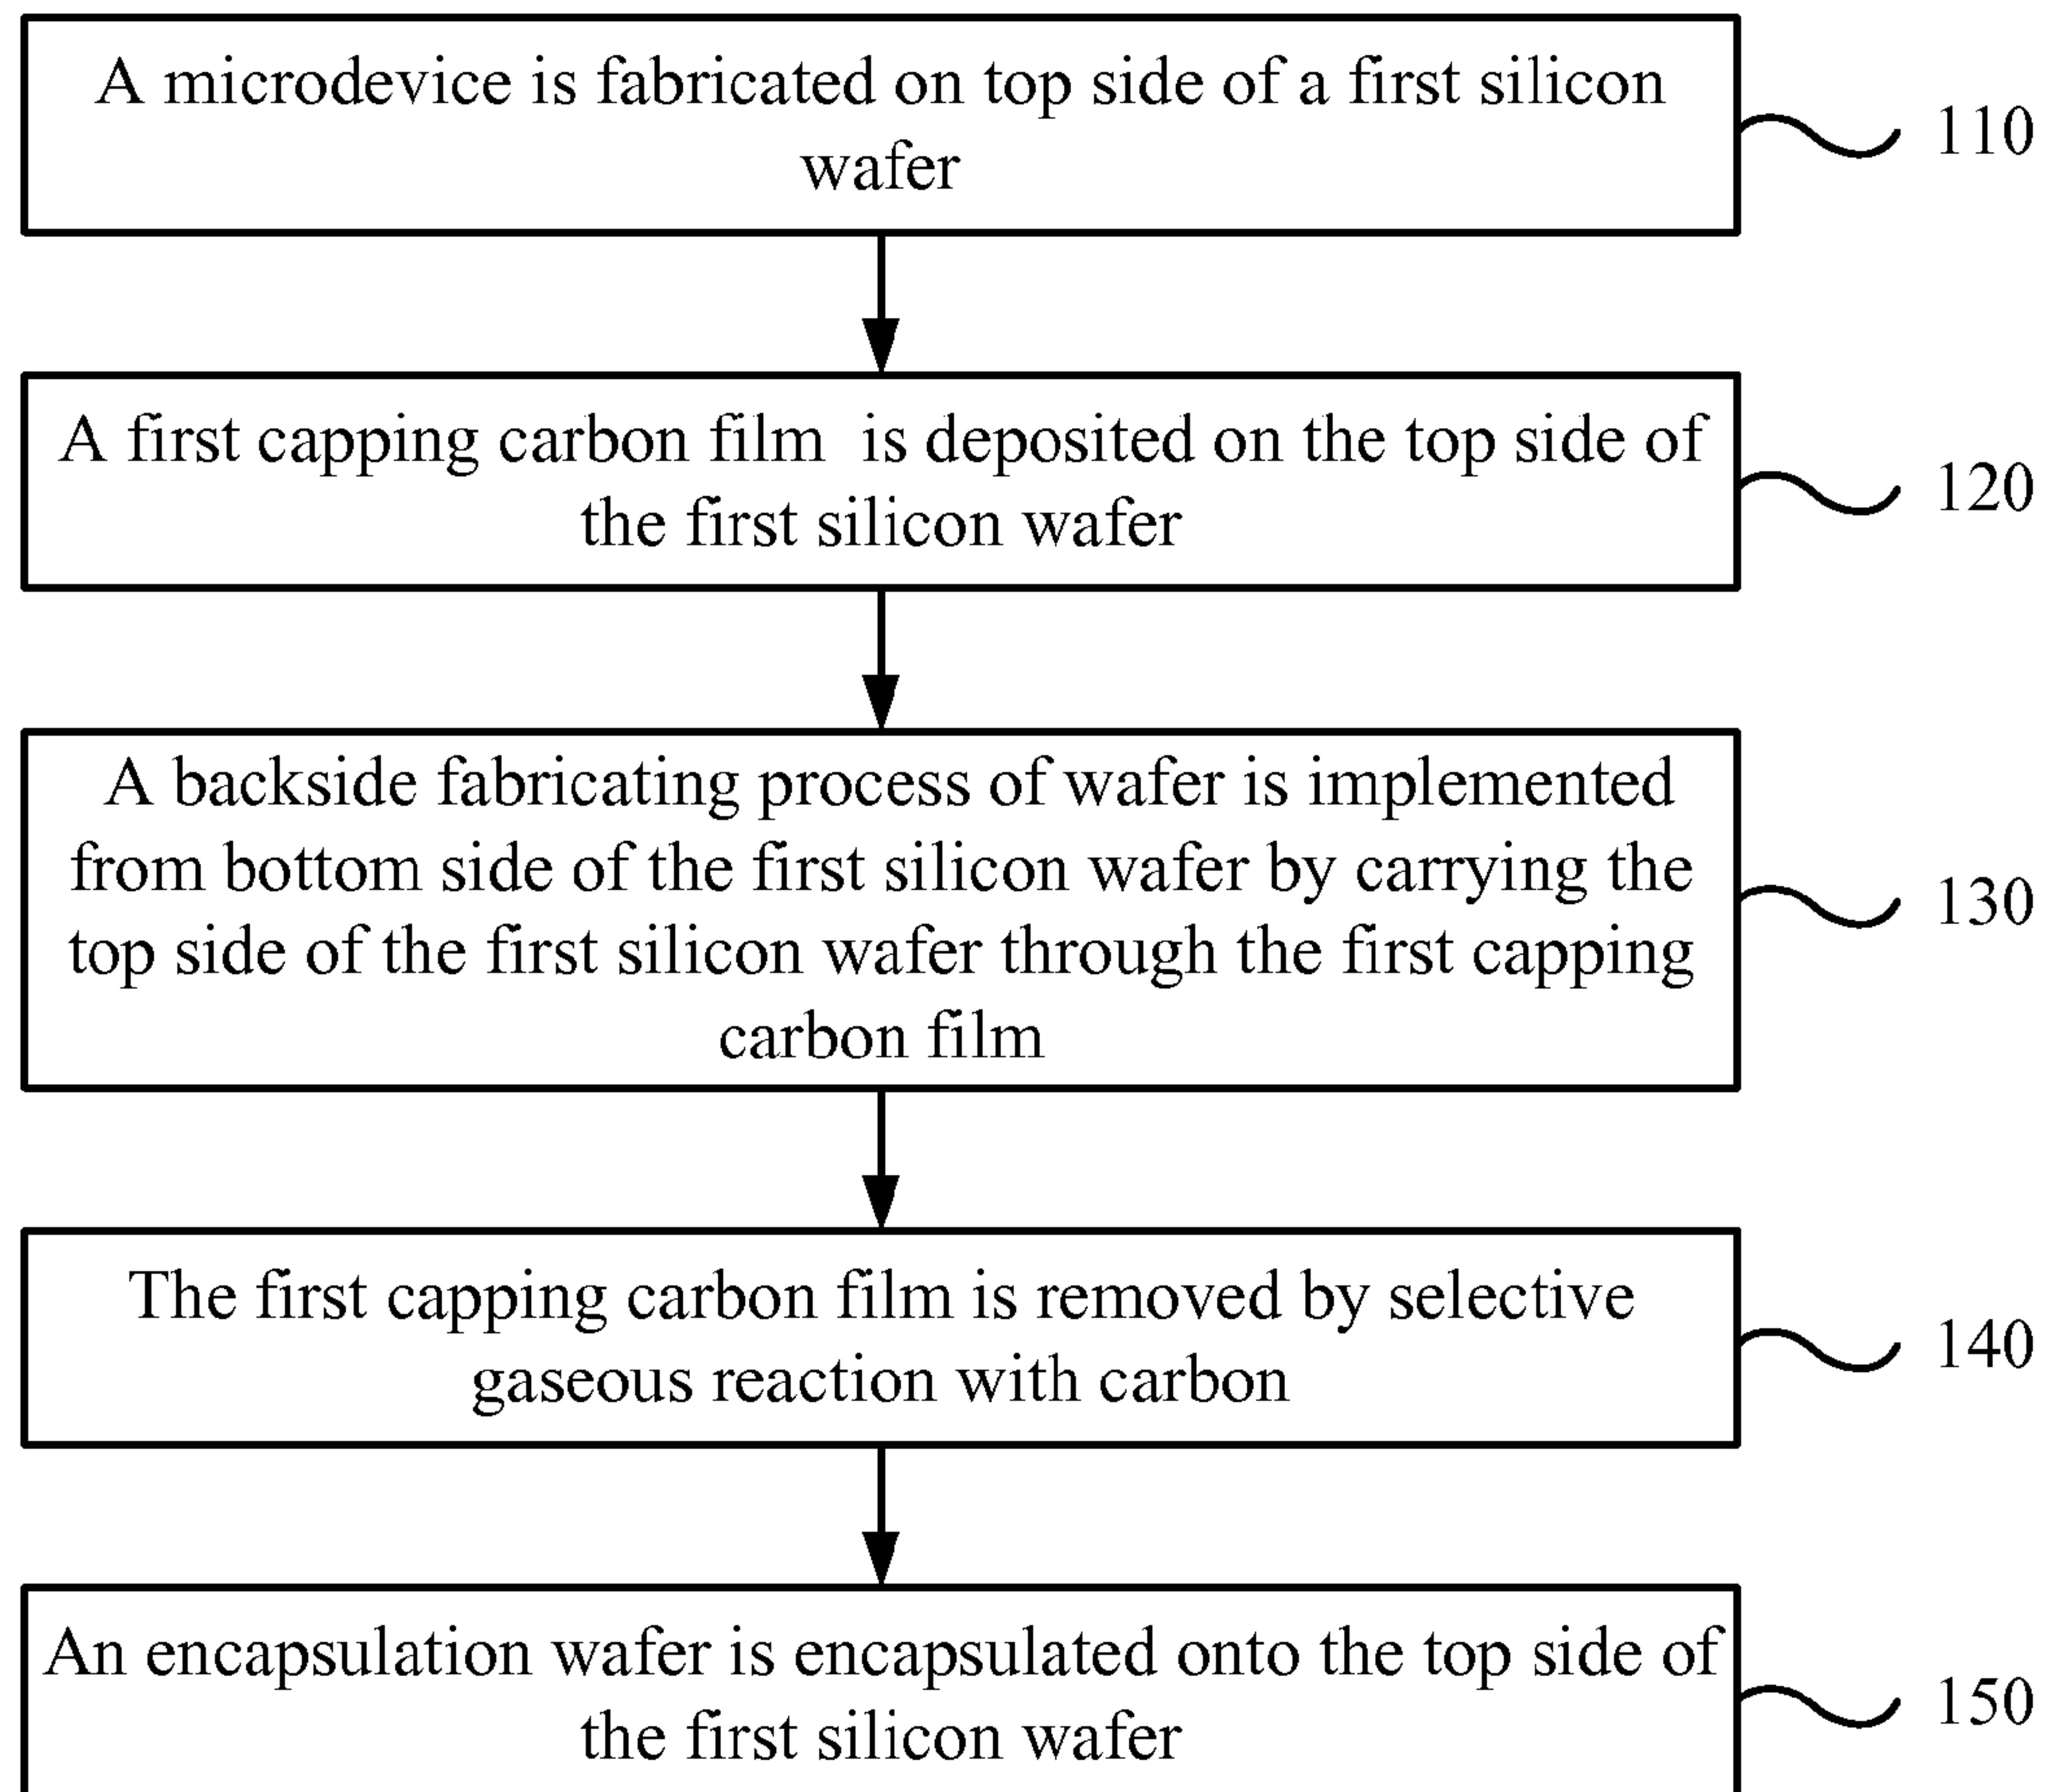 A microdevice is fabricated on top side of a first silicon
wafer
110
A first capping carbon film is deposited on the top side of
the first silicon wafer
120
A backside fabricating process of wafer is implemented
from bottom side of the first silicon wafer by carrying the
top side of the first silicon wafer through the first capping
carbon film
130
The first capping carbon film is removed by selective
gaseous reaction with carbon
140
An encapsulation wafer is encapsulated onto the top side of
the first silicon wafer
150